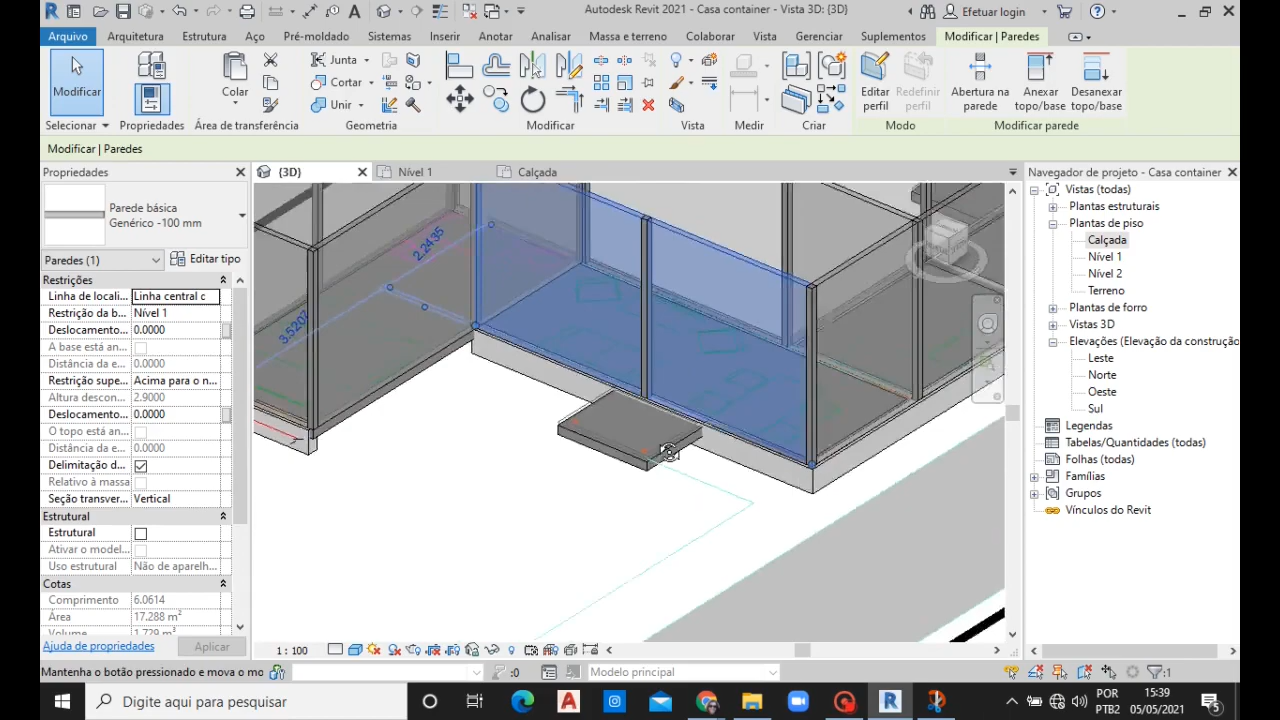 Autodesk Revit 2021 - Casa container - Vista 3D: {3D}
Efetuar login
Arquivo
Arquitetura
Estrutura
Aço
Pré-moldado
Sistemas
Inserir
Anotar
Analisar
Massa e terreno
Colaborar
Vista
Gerenciar
Suplementos
Modificar | Paredes
Modificar
Colar
Junta
Cortar
Unir
Editar perfil
Redefinir perfil
Abertura na parede
Anexar topo/base
Desanexar topo/base
Selecionar
Propriedades
Área de transferência
Geometria
Modificar
Vista
Medir
Criar
Modo
Modificar parede
Modificar | Paredes
Propriedades
{3D}
Nível 1
Calçada
Navegador de projeto - Casa container
Parede básica
Genérico -100 mm
Paredes (1)
Editar tipo
Restrições
Linha de locali... Linha central c
Restrição da b... Nível 1
Deslocamento... 0.0000
A base está an...
Distância da e... 0.0000
Restrição supe... Acima para o n...
Altura descon... 2.9000
Deslocamento... 0.0000
O topo está an...
Distância da e... 0.0000
Delimitação d...
Relativo à massa
Seção transver... Vertical
Estrutural
Estrutural
Ativar o model...
Uso estrutural Não de aparelh...
Cotas
Comprimento 6.0614
Área 17.288 m²
Volume 1.729 m³
Ajuda de propriedades
Aplicar
2.2435
3.5207
Vistas (todas)
Plantas estruturais
Plantas de piso
Calçada
Nível 1
Nível 2
Terreno
Plantas de forro
Vistas 3D
Elevações (Elevação da construção
Leste
Norte
Oeste
Sul
Legendas
Tabelas/Quantidades (todas)
Folhas (todas)
Famílias
Grupos
Vínculos do Revit
1 : 100
Mantenha o botão pressionado e mova o mo
:0
Modelo principal
:1
Digite aqui para pesquisar
POR
PTB2
15:39
05/05/2021
5